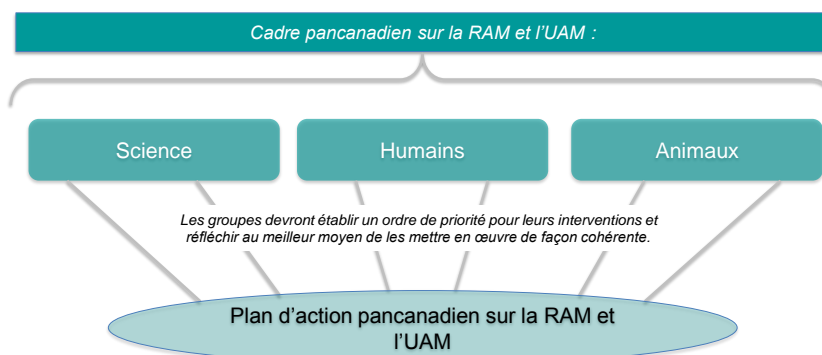 Cadre pancanadien sur la RAM et l’UAM :
Science
Humains
Animaux
Les groupes devront établir un ordre de priorité pour leurs interventions et
réfléchir au meilleur moyen de les mettre en œuvre de façon cohérente.
Plan d’action pancanadien sur la RAM et
l’UAM